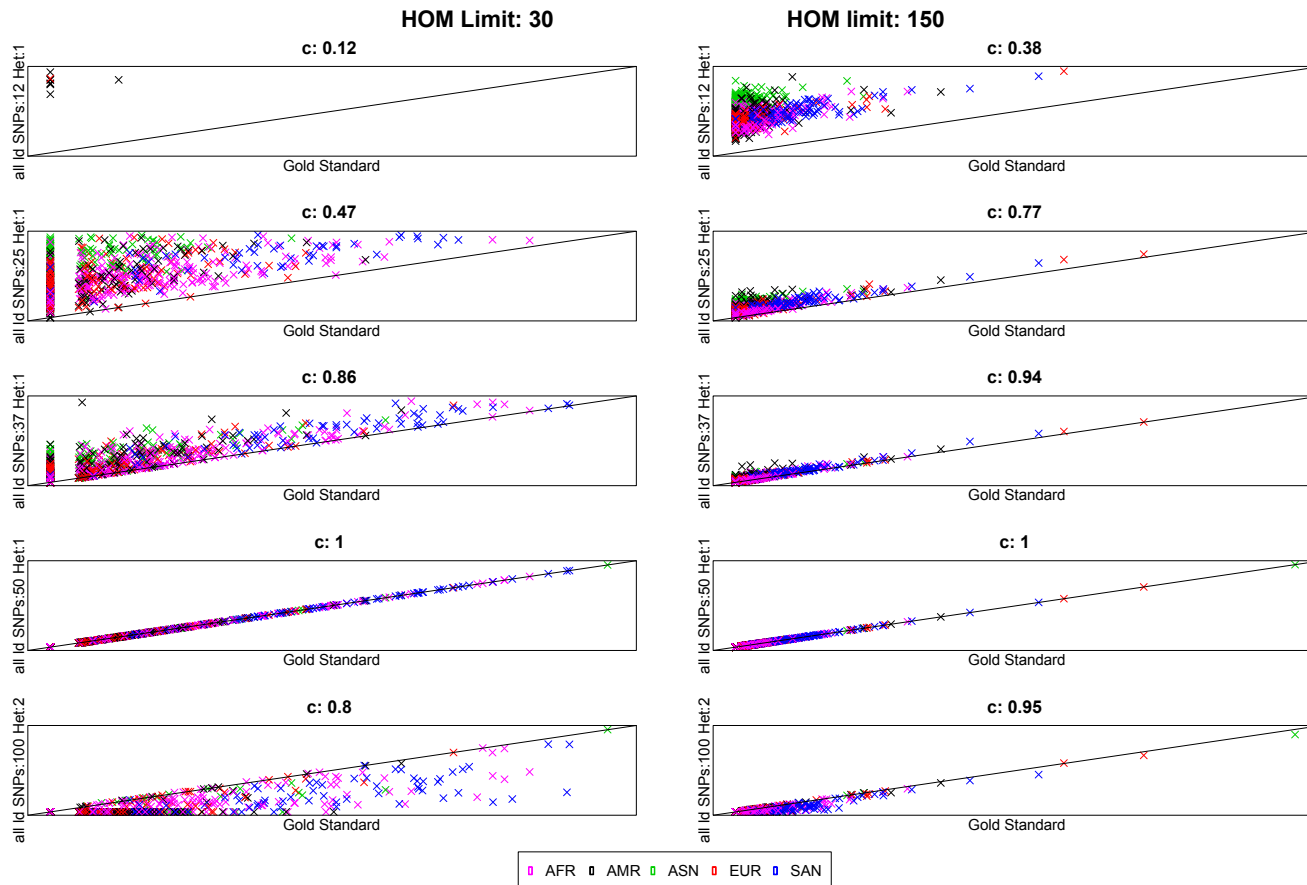 HOM Limit: 30
HOM limit: 150
c: 0.12
all ld SNPs:12 Het:1
Gold Standard
c: 0.38
all ld SNPs:12 Het:1
Gold Standard
c: 0.47
all ld SNPs:25 Het:1
Gold Standard
c: 0.77
all ld SNPs:25 Het:1
Gold Standard
c: 0.86
all ld SNPs:37 Het:1
Gold Standard
c: 0.94
all ld SNPs:37 Het:1
Gold Standard
c: 1
all ld SNPs:50 Het:1
Gold Standard
c: 1
all ld SNPs:50 Het:1
Gold Standard
c: 0.8
all ld SNPs:100 Het:2
Gold Standard
c: 0.95
all ld SNPs:100 Het:2
Gold Standard
AFR AMR ASN EUR SAN